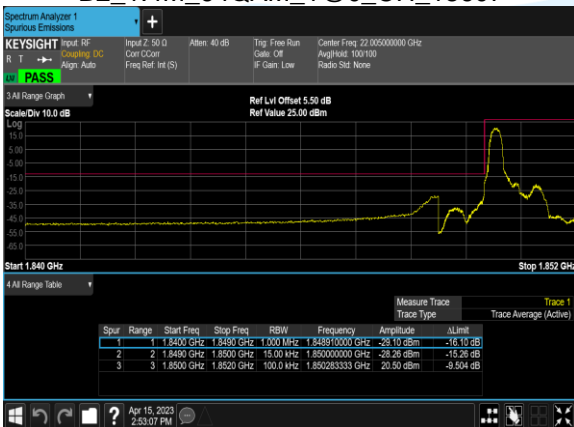 Spectrum Analyzer 1
Spurious Emissions
+
KEYSIGHT Input: RF Input Z: 50 Ω Atten: 40 dB Trig: Free Run Center Freq: 22.005000000 GHz
R T Coupling: DC Corr CCorr Gate: Off Avg|Hold: 100/100
Align: Auto Freq Ref: Int (S) IF Gain: Low Radio Std: None
LW PASS
3 All Range Graph
Ref Lvl Offset 5.50 dB
Scale/Div 10.0 dB Ref Value 25.00 dBm
Log
15.0
5.00
-5.00
-15.0
-25.0
-35.0
-45.0
-55.0
-65.0
Start 1.840 GHz Stop 1.852 GHz
4 All Range Table
Measure Trace Trace 1
Trace Type Trace Average (Active)
Spur Range Start Freq Stop Freq RBW Frequency Amplitude ΔLimit
1 1 1.8400 GHz 1.8490 GHz 1.000 MHz 1.848910000 GHz -29.10 dBm -16.10 dB
2 2 1.8490 GHz 1.8500 GHz 15.00 kHz 1.850000000 GHz -28.26 dBm -15.26 dB
3 3 1.8500 GHz 1.8520 GHz 100.0 kHz 1.850283333 GHz 20.50 dBm -9.504 dB
? Apr 15, 2023
2:53:07 PM